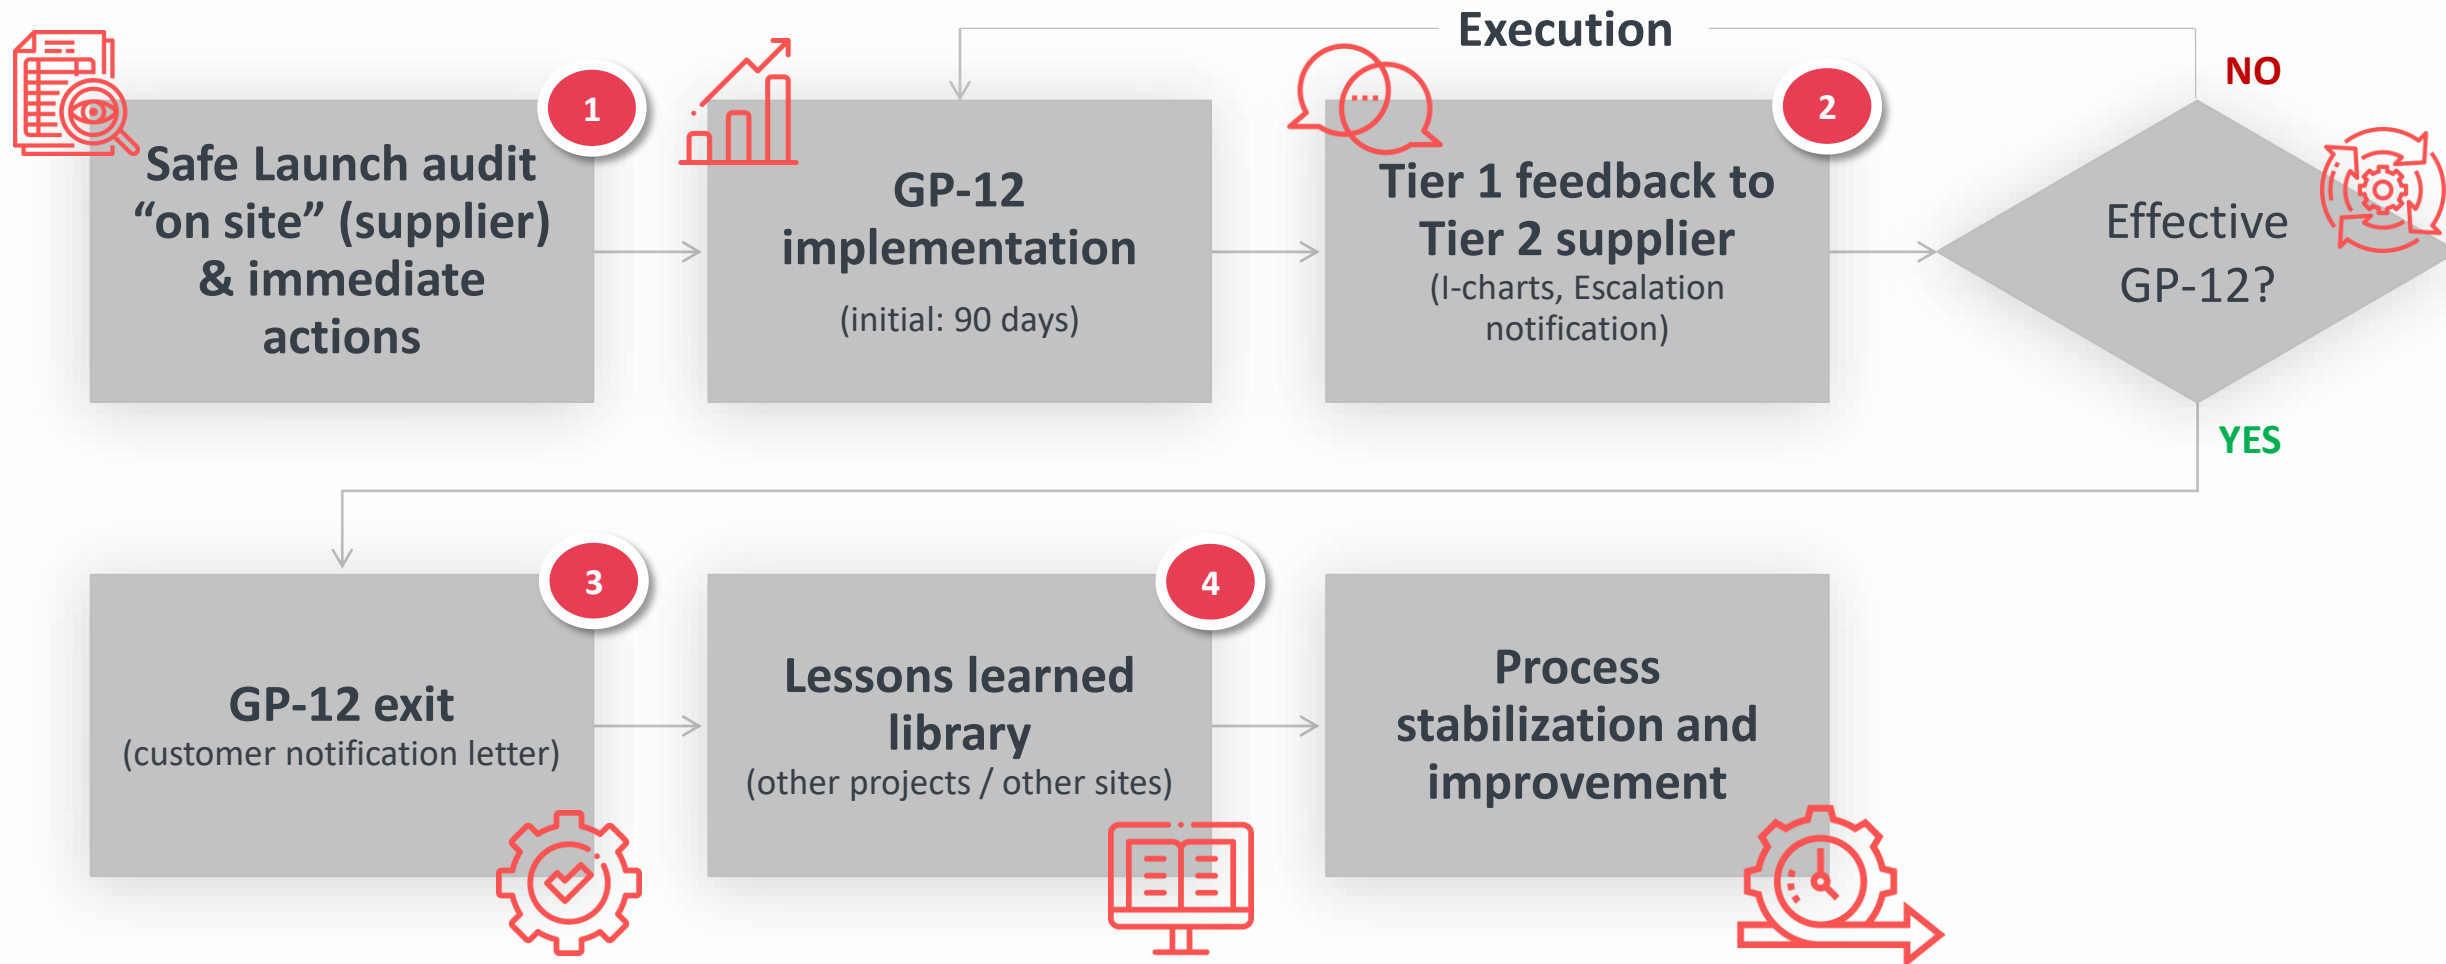 Execution
NO
1
Safe Launch audit
“on site” (supplier)
& immediate
actions
GP-12
implementation
(initial: 90 days)
2
Tier 1 feedback to
Tier 2 supplier
(I-charts, Escalation
notification)
Effective
GP-12?
YES
3
GP-12 exit
(customer notification letter)
4
Lessons learned
library
(other projects / other sites)
Process
stabilization and
improvement